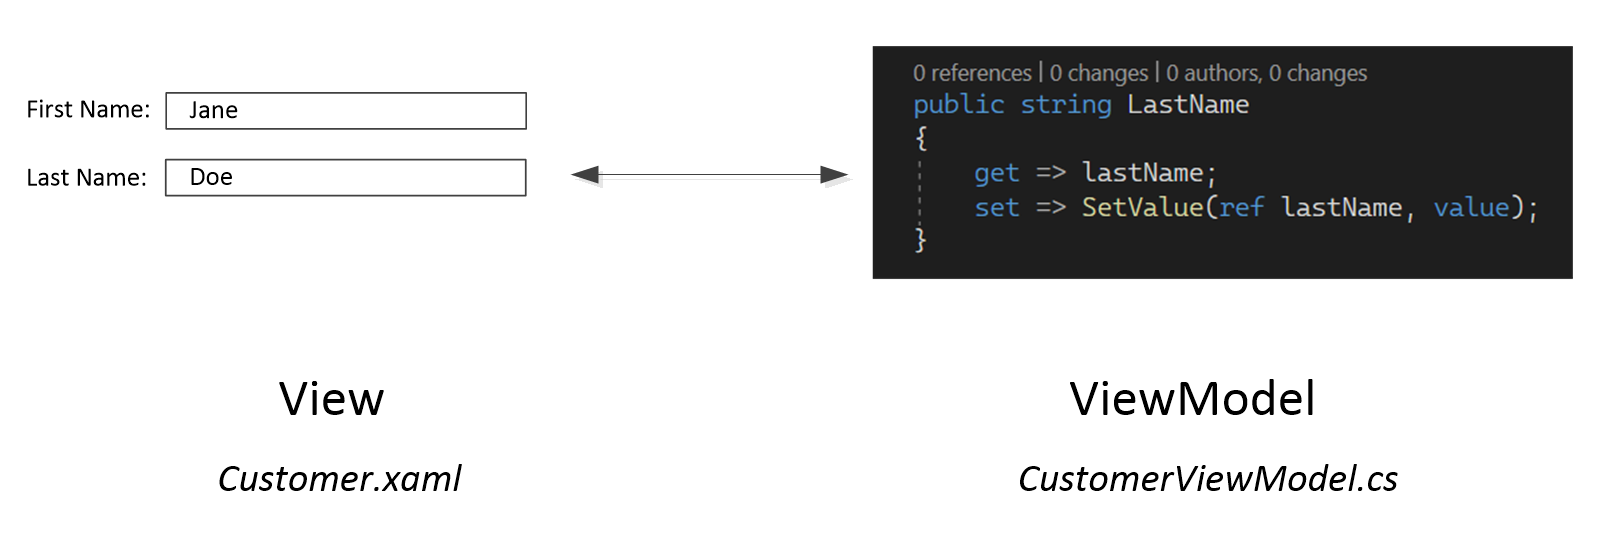 First Name: Jane
Last Name: Doe
0 references | 0 changes | 0 authors, 0 changes
public string LastName
{
get => lastName;
set => SetValue(ref lastName, value);
}
View
ViewModel
Customer.xaml
CustomerViewModel.cs